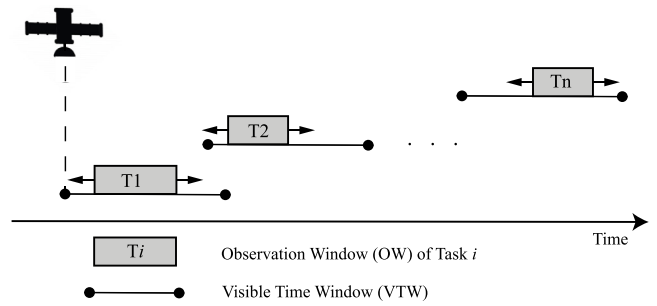 Tn
T2
. . .
T1
Time
Ti
Observation Window (OW) of Task i
Visible Time Window (VTW)